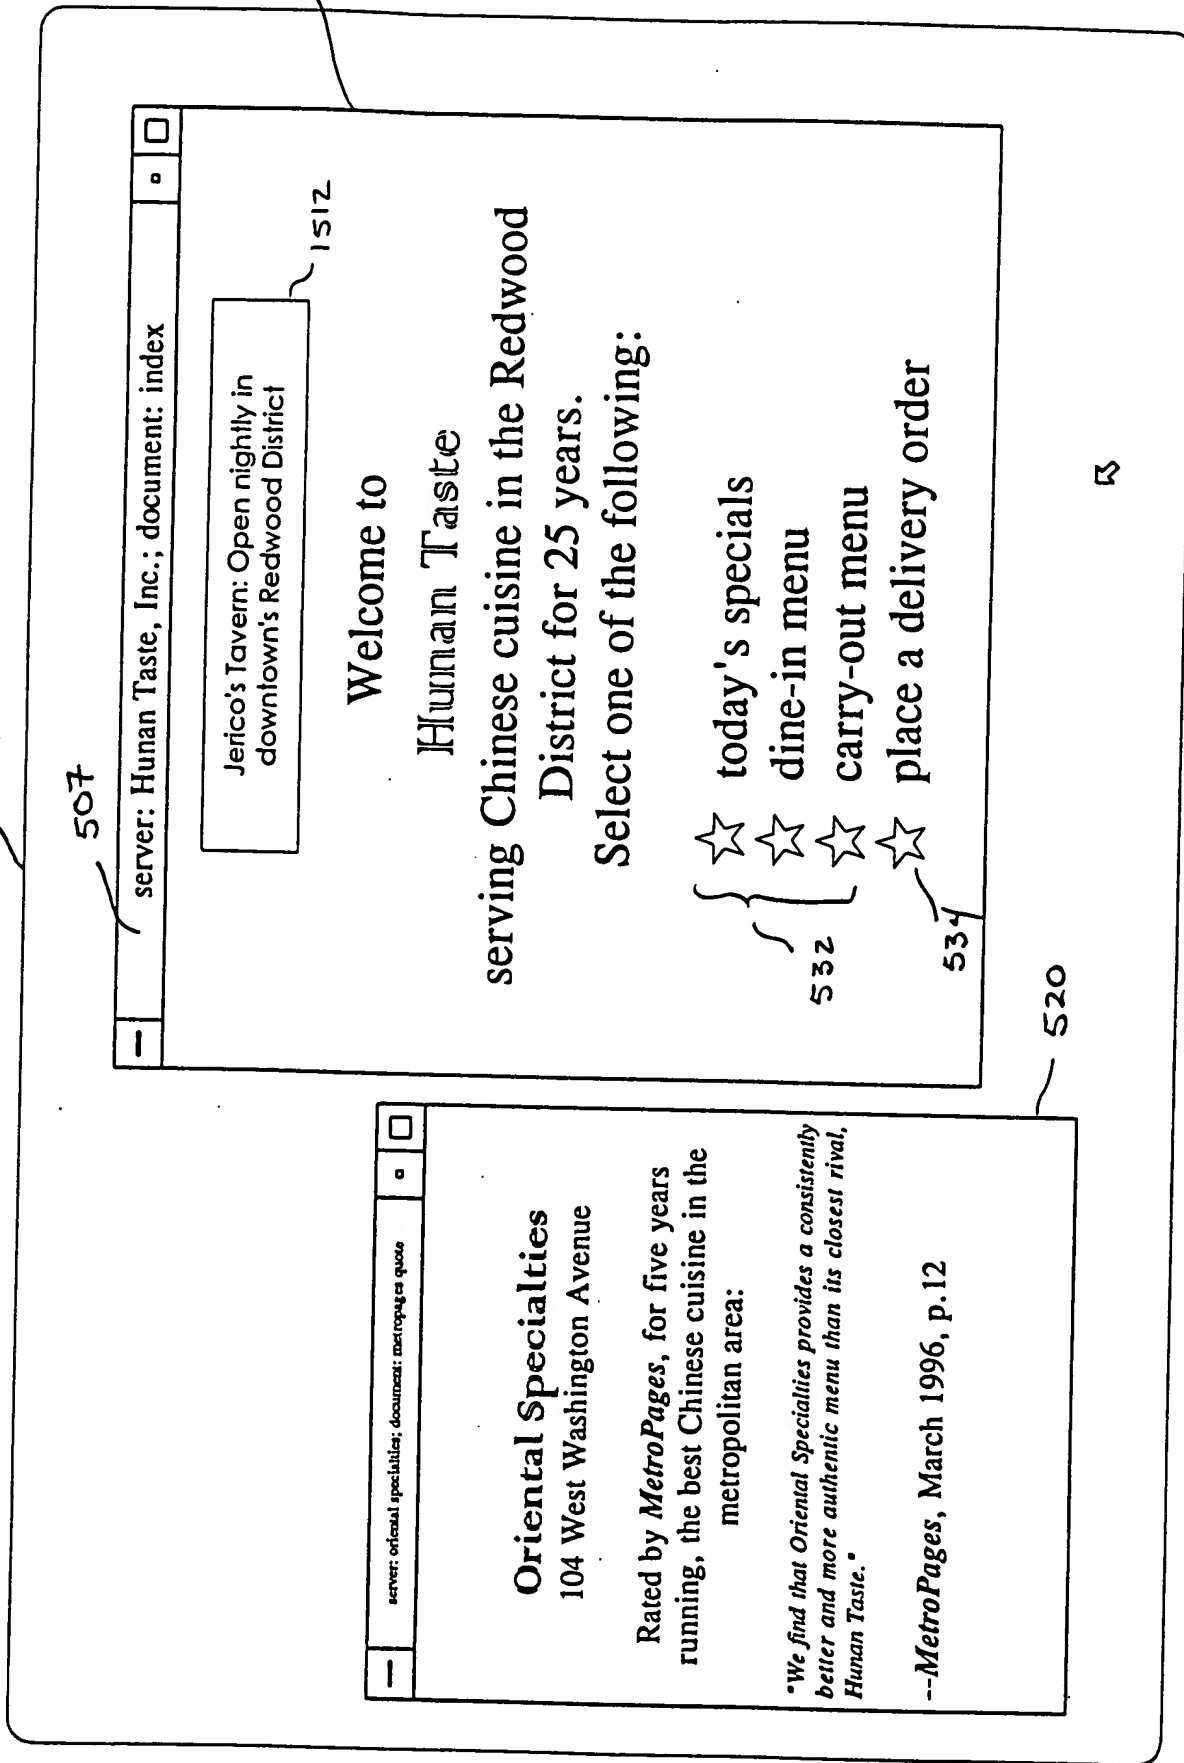 507
server: Hunan Taste, Inc.; document: index
Jerico's Tavern: Open nightly in
downtown's Redwood District
1512
Welcome to
Hunan Taste
serving Chinese cuisine in the Redwood
District for 25 years.
Select one of the following:
today's specials
dine-in menu
carry-out menu
place a delivery order
532
534
server: oriental specialties; document: metropages quote
Oriental Specialties
104 West Washington Avenue
Rated by MetroPages, for five years
running, the best Chinese cuisine in the
metropolitan area:
"We find that Oriental Specialties provides a consistently
better and more authentic menu than its closest rival,
Hunan Taste."
--MetroPages, March 1996, p.12
520